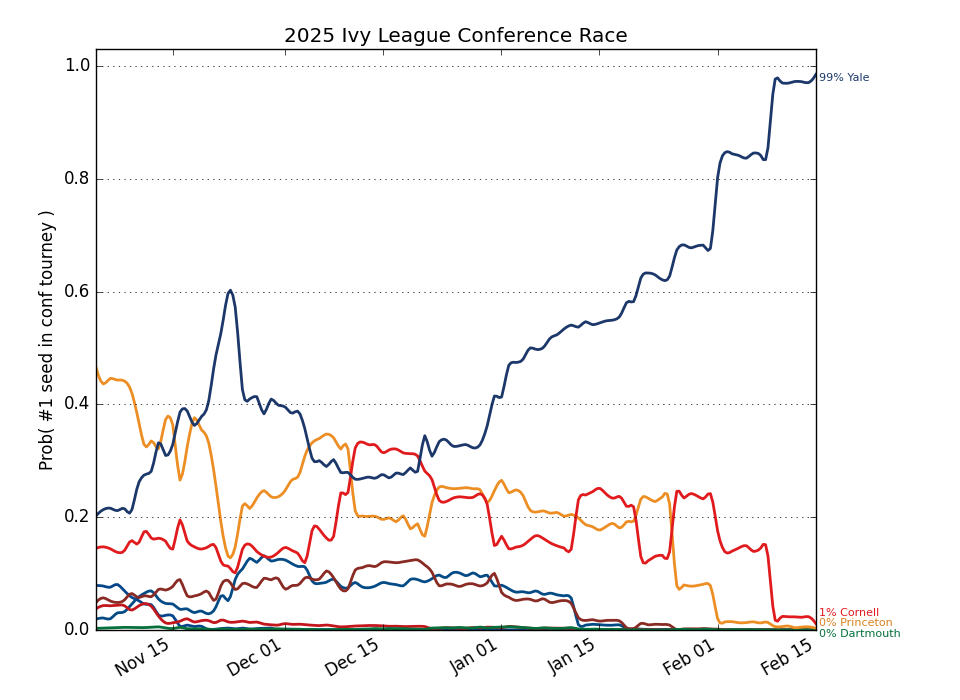 2025 Ivy League Conference Race
Prob( #1 seed in conf tourney )
1.0
0.8
0.6
0.4
0.2
0.0
Nov 15
Dec 01
Dec 15
Jan 01
Jan 15
Feb 01
Feb 15
99% Yale
1% Cornell
0% Princeton
0% Dartmouth